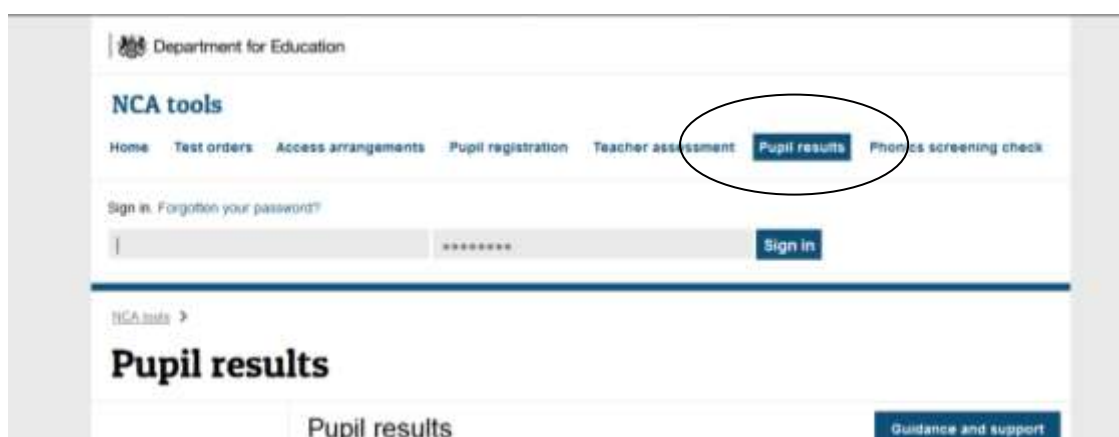 Department for Education
NCA tools
Home Test orders Access arrangements Pupil registration Teacher assessment Pupil results Phonics screening check
Sign in. Forgotten your password?
******** Sign in
NCA tools >
Pupil results
Pupil results Guidance and support